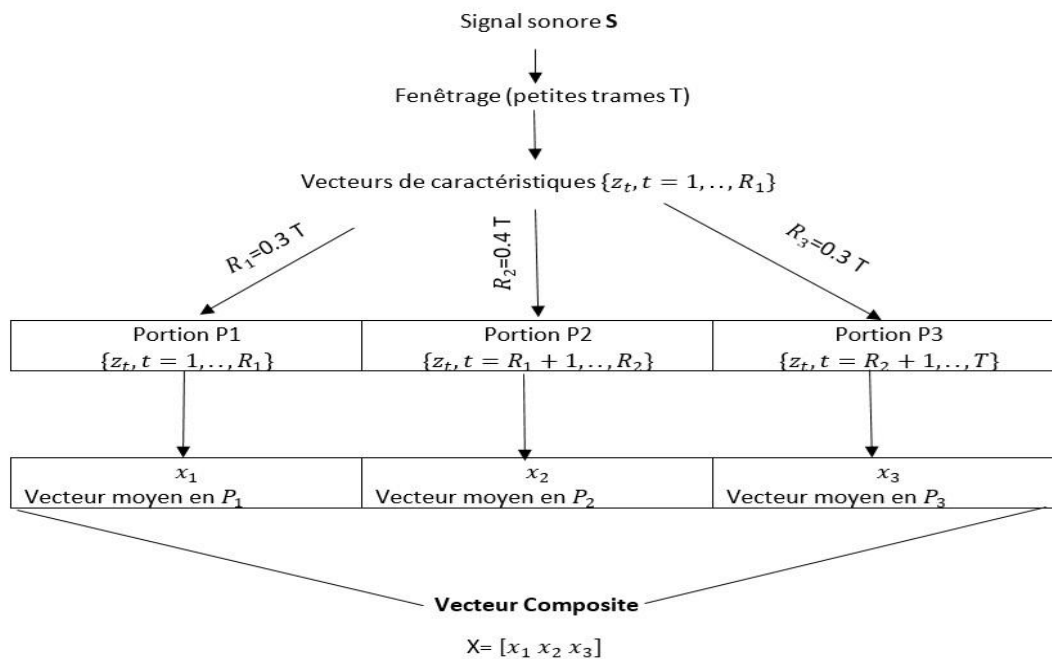 Signal sonore S
Fenêtrage (petites trames T)
Vecteurs de caractéristiques {z_t, t = 1,.., R_1}
R_1=0.3 T
R_2=0.4 T
R_3=0.3 T
Portion P1
{z_t, t = 1,.., R_1}
Portion P2
{z_t, t = R_1 + 1,.., R_2}
Portion P3
{z_t, t = R_2 + 1,.., T}
x_1
Vecteur moyen en P_1
x_2
Vecteur moyen en P_2
x_3
Vecteur moyen en P_3
Vecteur Composite
X= [x_1 x_2 x_3]